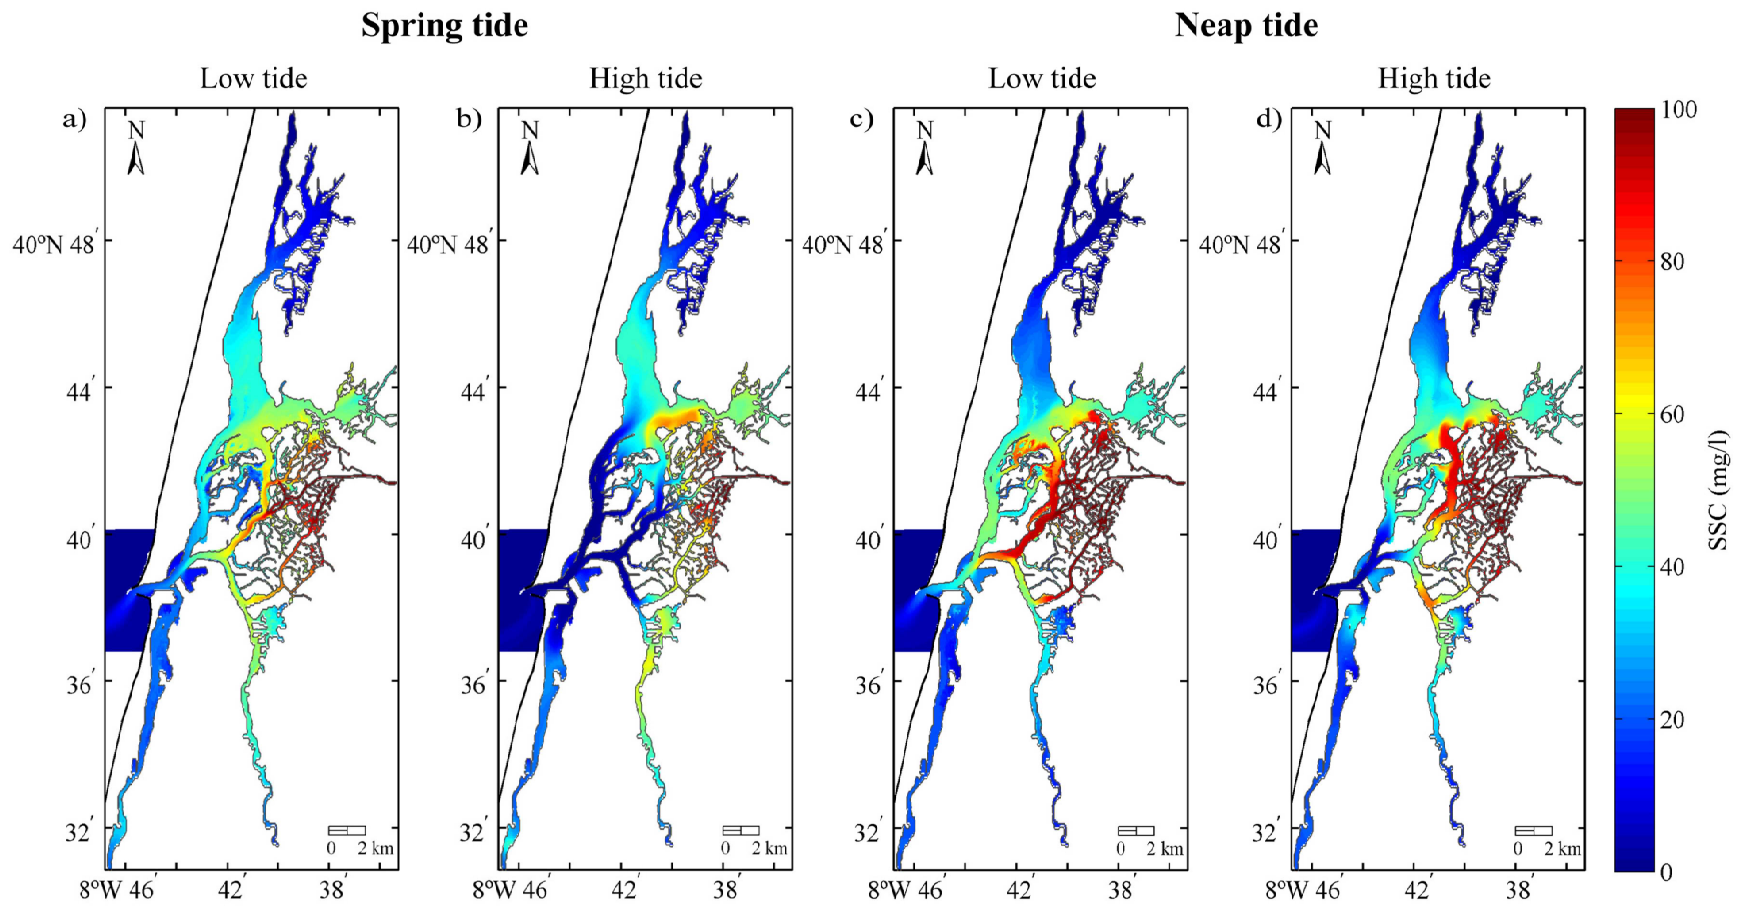 Spring tide Neap tide
Low tide High tide Low tide High tide
a) b) c) d)
N N N N
40ºN 48′ 40ºN 48′ 40ºN 48′ 40ºN 48′
44′ 44′ 44′ 44′
40′ 40′ 40′ 40′
36′ 36′ 36′ 36′
32′ 32′ 32′ 32′
0 2 km 0 2 km 0 2 km 0 2 km
8ºW 46′ 42′ 38′ 8ºW 46′ 42′ 38′ 8ºW 46′ 42′ 38′ 8ºW 46′ 42′ 38′
100
80
60
40
20
0
SSC (mg/l)